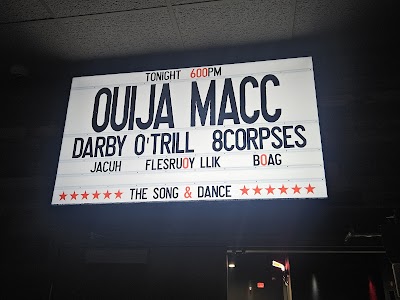 TONIGHT 600PM
OUIJA MACC
DARBY O'TRILL 8CORPSES
JACUH FLESRUOY LLIK BOAG
★★★★★★ THE SONG & DANCE ★★★★★★